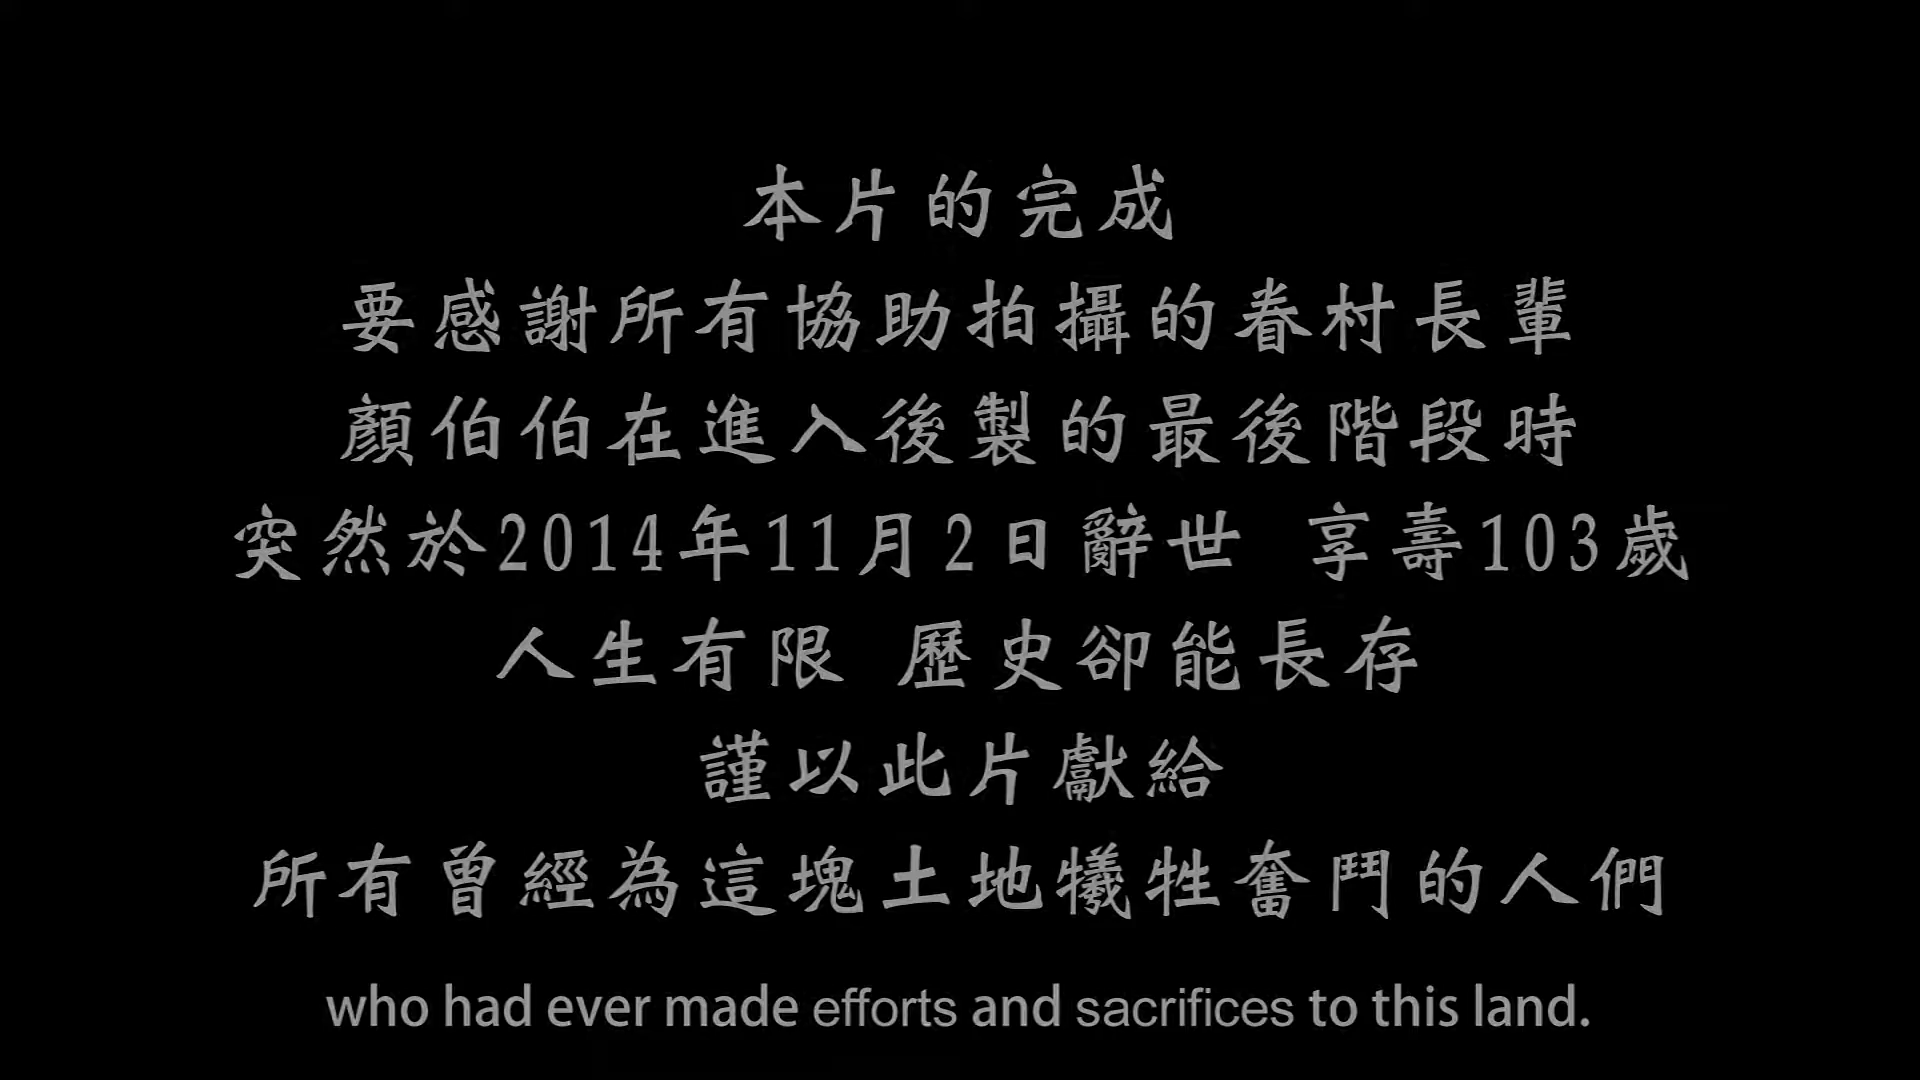 本片的完成
要感謝所有協助拍攝的眷村長輩
顏伯伯在進入後製的最後階段時
突然於2014年11月2日辭世 享壽103歲
人生有限 歷史卻能長存
謹以此片獻給
所有曾經為這塊土地犧牲奮鬥的人們
who had ever made efforts and sacrifices to this land.